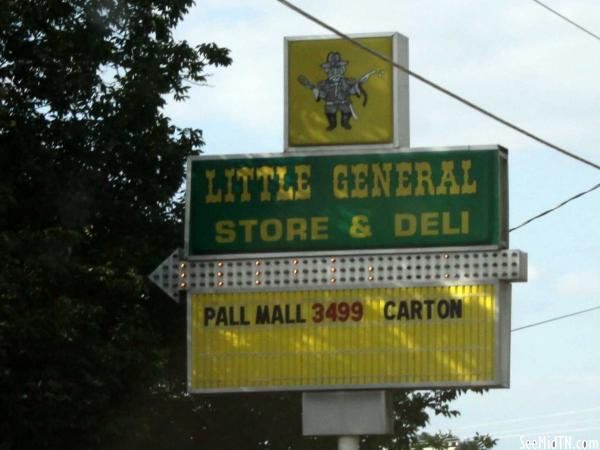 LITTLE GENERAL
STORE & DELI
PALL MALL 3499 CARTON
SeeMidTN.com